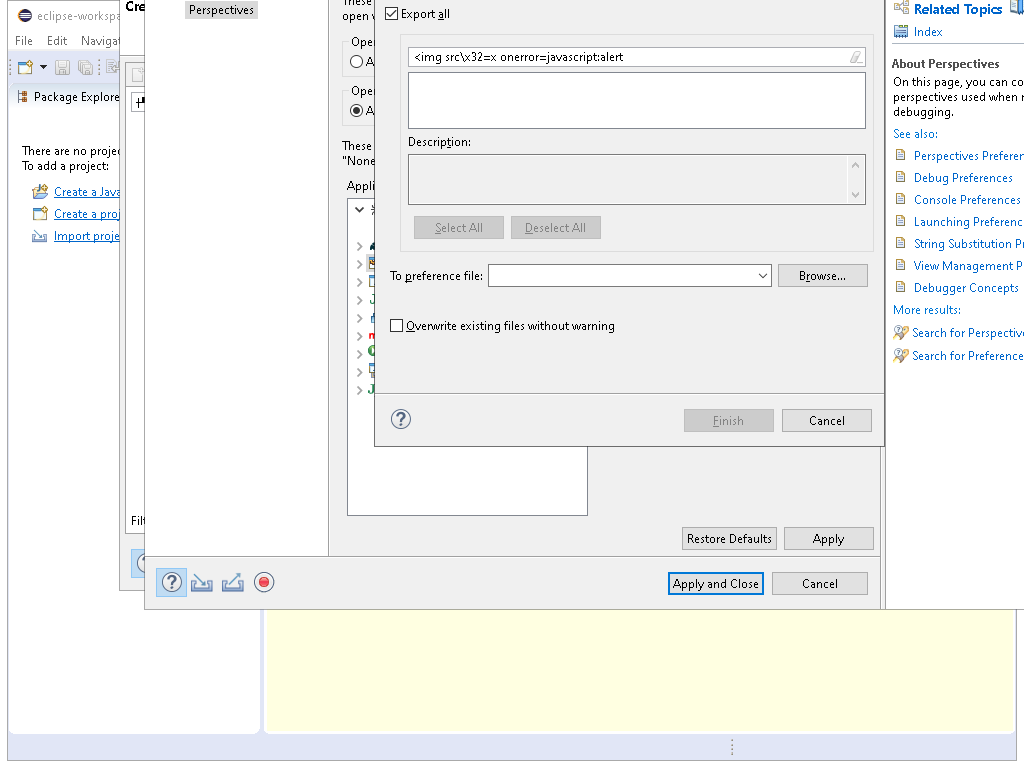 eclipse-workspa
File Edit Navigat
Package Explore
There are no projec
To add a project:
Create a Java
Create a proj
Import proje
Cre
Filt
Perspectives
These
open v
Oper
A
Oper
A
These
"None
Appli
Export all
<img src\x32=x onerror=javascript:alert
Description:
Select All Deselect All
To preference file: Browse...
Overwrite existing files without warning
Finish Cancel
Restore Defaults Apply
Apply and Close Cancel
Related Topics
Index
About Perspectives
On this page, you can co
perspectives used when r
debugging.
See also:
Perspectives Preferen
Debug Preferences
Console Preferences
Launching Preferenc
String Substitution Pr
View Management P
Debugger Concepts
More results:
Search for Perspective
Search for Preference